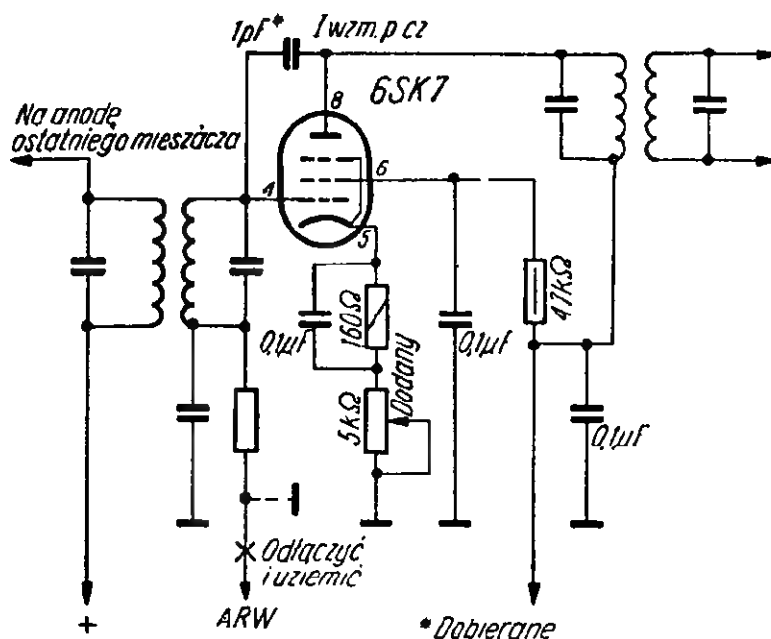 1pF*
I wzm. p. cz
6SK7
8
Na anodę
ostatniego mieszacza
4
6
5
0,1µF
160Ω
5kΩ
Dodany
0,1µF
47kΩ
0,1µF
Odłączyć
i uziemić
+
ARW
* Dobierane